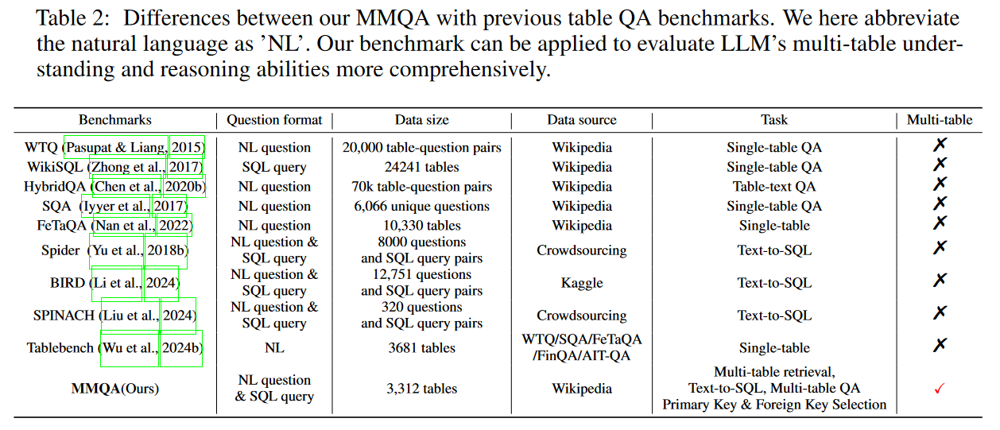 Table 2: Differences between our MMQA with previous table QA benchmarks. We here abbreviate
the natural language as ’NL’. Our benchmark can be applied to evaluate LLM’s multi-table under-
standing and reasoning abilities more comprehensively.
Benchmarks Question format Data size Data source Task Multi-table
WTQ (Pasupat & Liang, 2015) NL question 20,000 table-question pairs Wikipedia Single-table QA ✗
WikiSQL (Zhong et al., 2017) SQL query 24241 tables Wikipedia Single-table QA ✗
HybridQA (Chen et al., 2020b) NL question 70k table-question pairs Wikipedia Table-text QA ✗
SQA (Iyyer et al., 2017) NL question 6,066 unique questions Wikipedia Single-table QA ✗
FeTaQA (Nan et al., 2022) NL question 10,330 tables Wikipedia Single-table ✗
NL question & 8000 questions
Spider (Yu et al., 2018b) Crowdsourcing Text-to-SQL ✗
SQL query and SQL query pairs
NL question & 12,751 questions
BIRD (Li et al., 2024) Kaggle Text-to-SQL ✗
SQL query and SQL query pairs
NL question & 320 questions
SPINACH (Liu et al., 2024) Crowdsourcing Text-to-SQL ✗
SQL query and SQL query pairs
WTQ/SQA/FeTaQA
Tablebench (Wu et al., 2024b) NL 3681 tables Single-table ✗
/FinQA/AIT-QA
Multi-table retrieval,
NL question
MMQA(Ours) 3,312 tables Wikipedia Text-to-SQL, Multi-table QA ✓
& SQL query
Primary Key & Foreign Key Selection